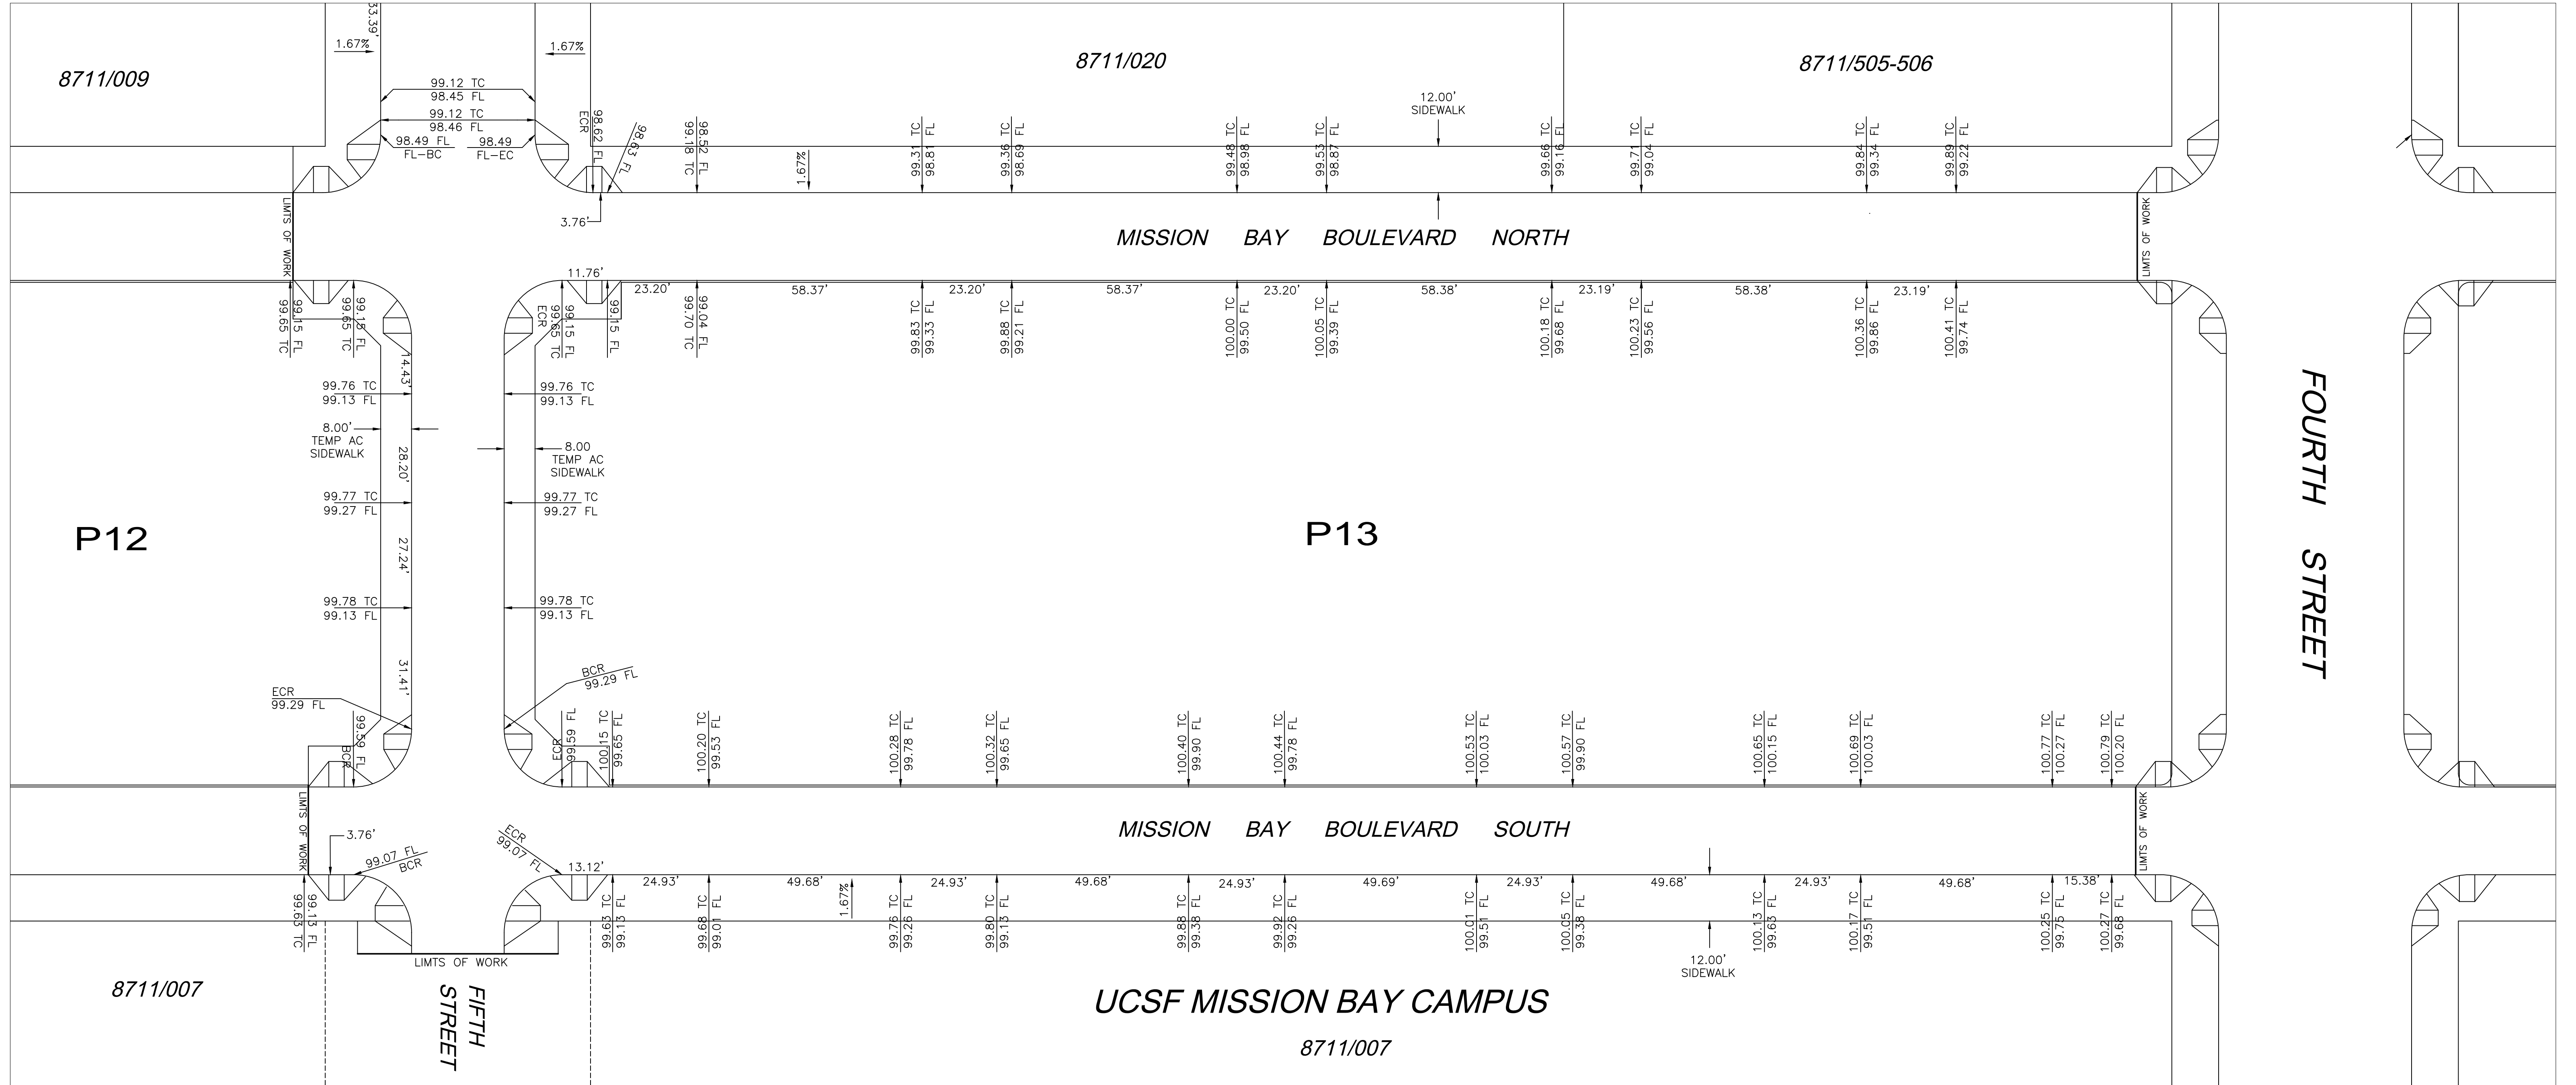 33.39'
1.67%
1.67%
8711/009
8711/020
8711/505-506
99.12 TC
98.45 FL
99.12 TC
98.46 FL
98.49 FL
FL-BC
98.49
FL-EC
ECR
98.62 FL
98.63 FL
98.52 FL
99.18 TC
1.67%
99.31 TC
98.81 FL
99.36 TC
98.69 FL
99.48 TC
98.98 FL
99.53 TC
98.87 FL
12.00'
SIDEWALK
99.66 TC
99.16 FL
99.71 TC
99.04 FL
99.84 TC
99.34 FL
99.89 TC
99.22 FL
LIMTS OF WORK
3.76'
MISSION BAY BOULEVARD NORTH
LIMTS OF WORK
11.76'
23.20'
58.37'
23.20'
58.37'
23.20'
58.38'
23.19'
58.38'
23.19'
99.15 FL
99.65 TC
99.15 FL
99.65 TC
ECR
99.15 FL
99.65 TC
99.15 FL
99.04 FL
99.70 TC
99.83 TC
99.33 FL
99.88 TC
99.21 FL
100.00 TC
99.50 FL
100.05 TC
99.39 FL
100.18 TC
99.68 FL
100.23 TC
99.56 FL
100.36 TC
99.86 FL
100.41 TC
99.74 FL
14.43'
99.76 TC
99.13 FL
99.76 TC
99.13 FL
8.00'
TEMP AC
SIDEWALK
8.00
TEMP AC
SIDEWALK
28.20'
99.77 TC
99.27 FL
99.77 TC
99.27 FL
P12
27.24'
P13
FOURTH STREET
99.78 TC
99.13 FL
99.78 TC
99.13 FL
31.41'
ECR
99.29 FL
BCR
99.29 FL
99.59 FL
BCR
99.59 FL
ECR
100.15 TC
99.65 FL
100.20 TC
99.53 FL
100.28 TC
99.78 FL
100.32 TC
99.65 FL
100.40 TC
99.90 FL
100.44 TC
99.78 FL
100.53 TC
100.03 FL
100.57 TC
99.90 FL
100.65 TC
100.15 FL
100.69 TC
100.03 FL
100.77 TC
100.27 FL
100.79 TC
100.20 FL
LIMTS OF WORK
3.76'
99.07 FL
BCR
ECR
99.07 FL
MISSION BAY BOULEVARD SOUTH
LIMTS OF WORK
13.12'
24.93'
49.68'
24.93'
49.68'
24.93'
49.69'
24.93'
49.68'
24.93'
49.68'
15.38'
99.13 FL
99.63 TC
99.63 TC
99.13 FL
99.68 TC
99.01 FL
1.67%
99.76 TC
99.26 FL
99.80 TC
99.13 FL
99.88 TC
99.38 FL
99.92 TC
99.26 FL
100.01 TC
99.51 FL
100.05 TC
99.38 FL
12.00'
SIDEWALK
100.13 TC
99.63 FL
100.17 TC
99.51 FL
100.25 TC
99.75 FL
100.27 TC
99.68 FL
LIMTS OF WORK
8711/007
FIFTH
STREET
UCSF MISSION BAY CAMPUS
8711/007